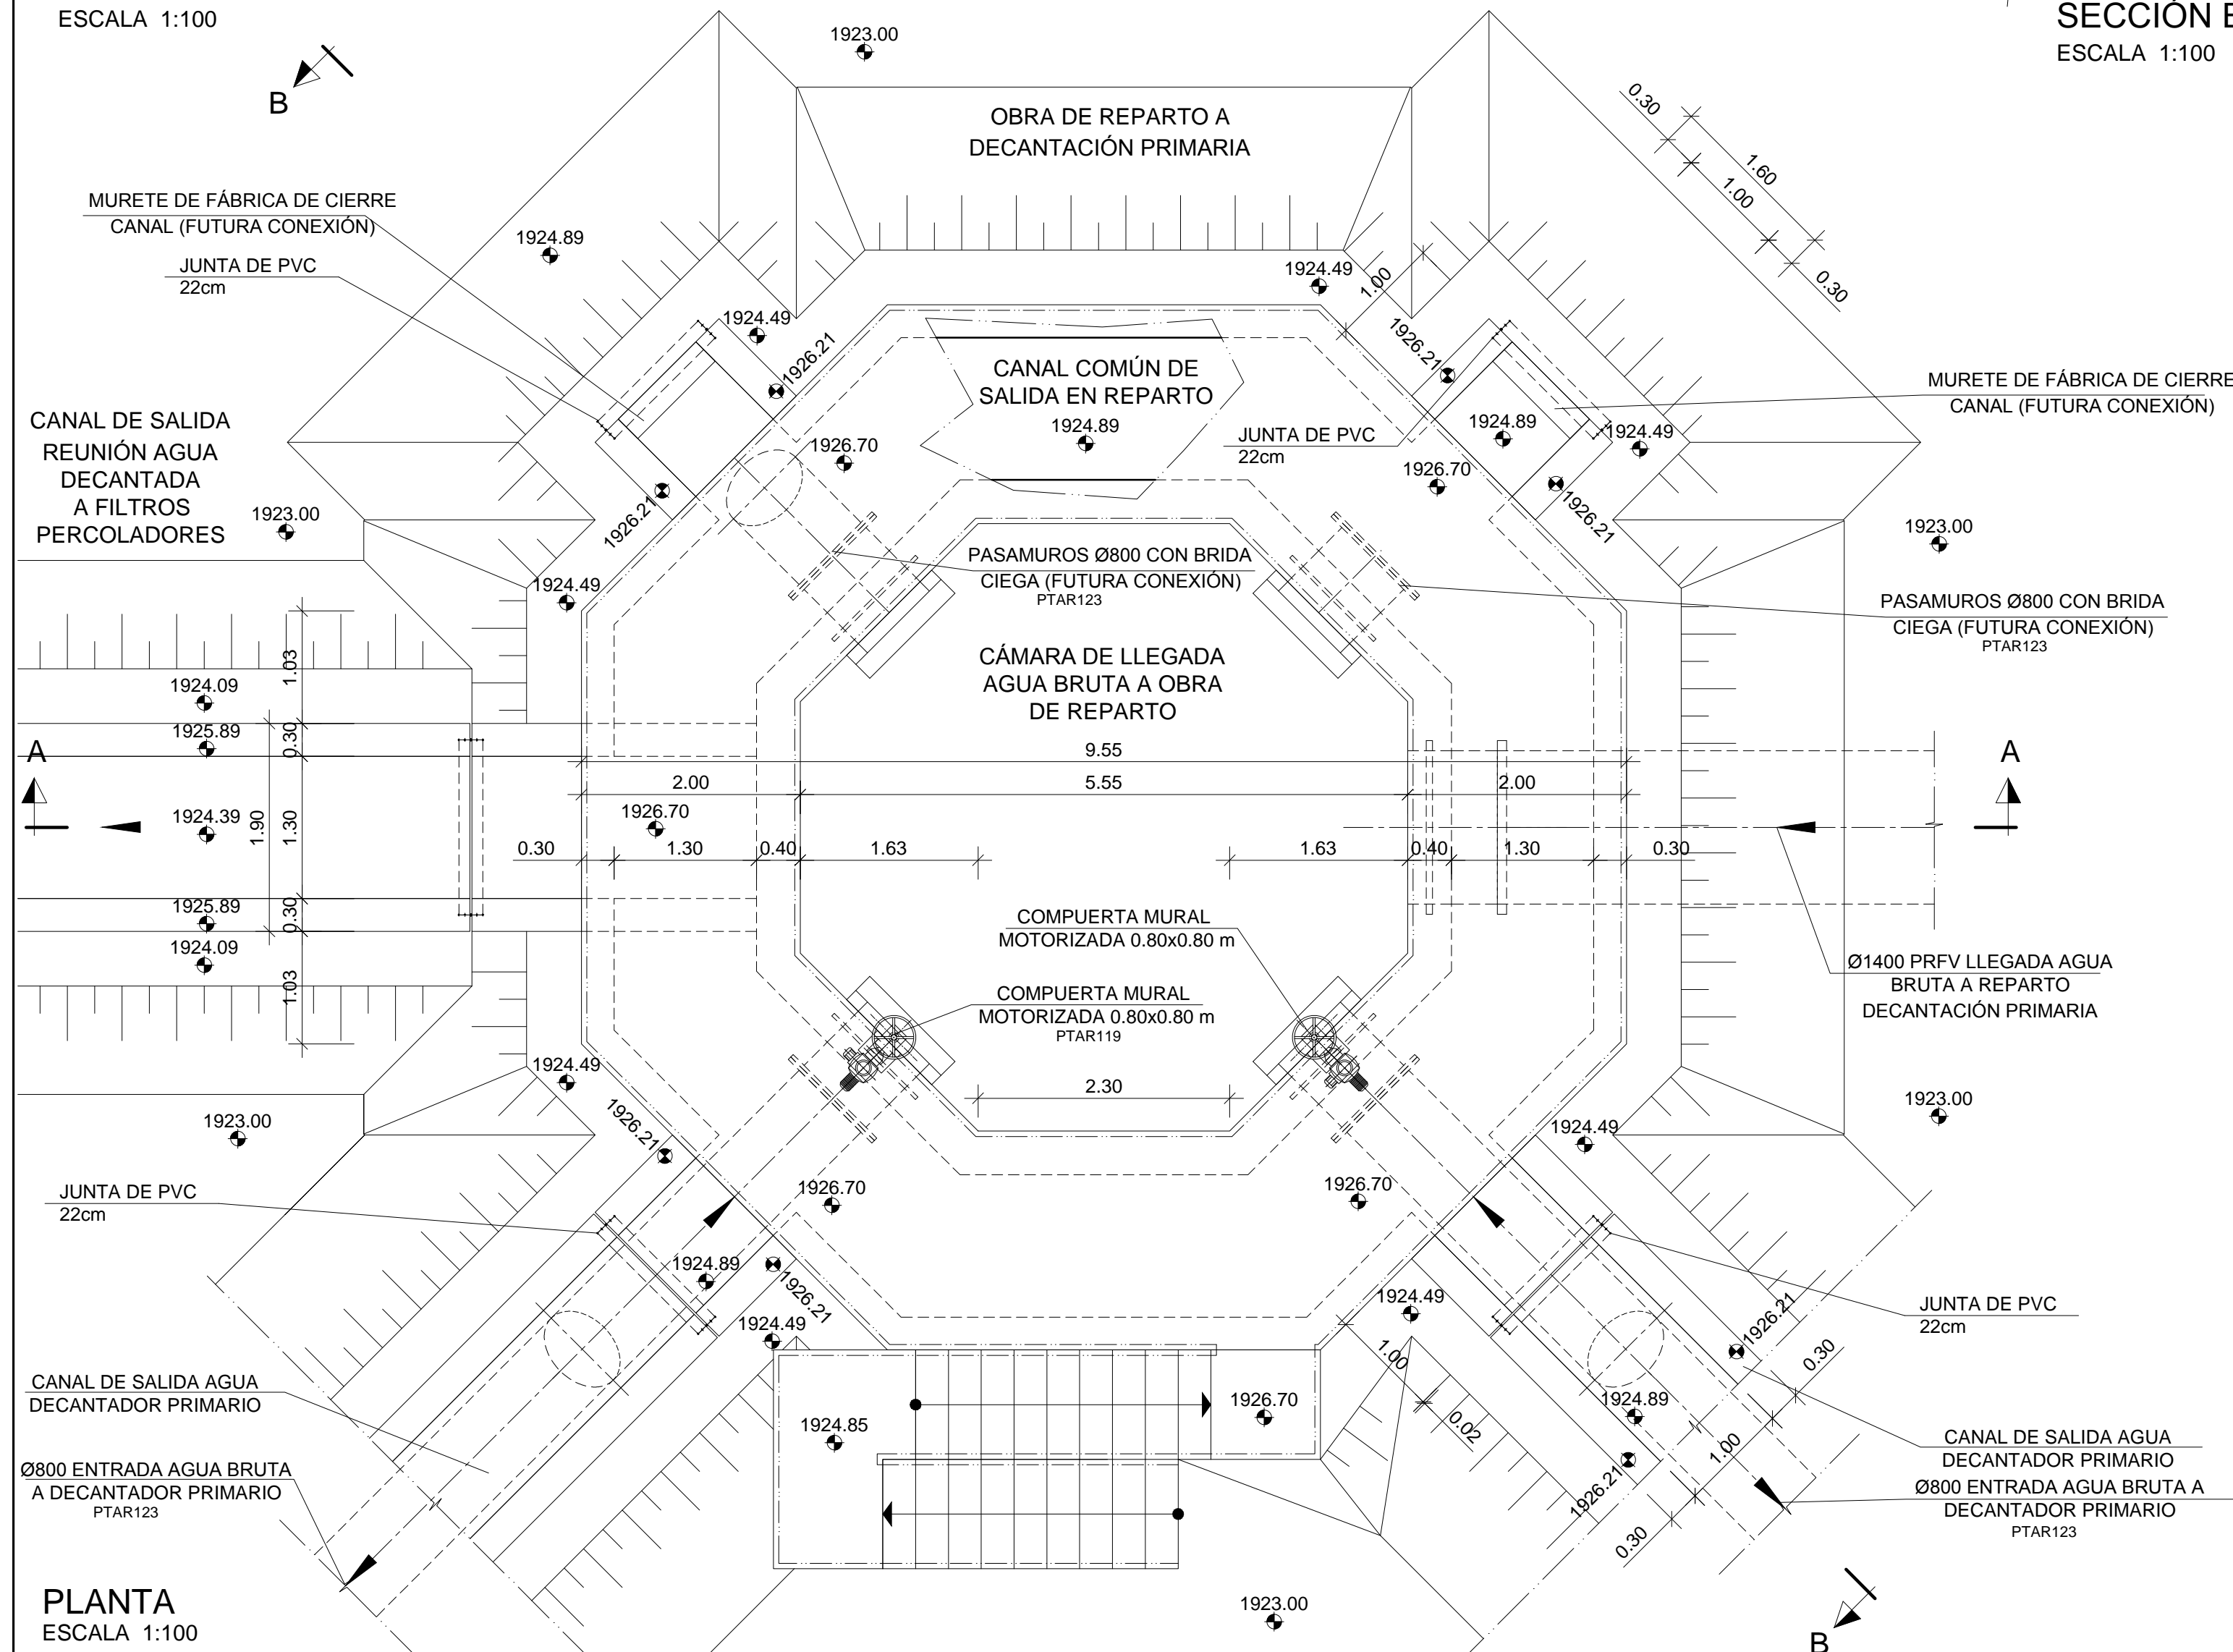 ESCALA 1:100
SECCIÓN
ESCALA 1:100
B
1923.00
OBRA DE REPARTO A
DECANTACIÓN PRIMARIA
0.30
1.60
1.00
0.30
MURETE DE FÁBRICA DE CIERRE
CANAL (FUTURA CONEXIÓN)
1924.89
JUNTA DE PVC
22cm
1924.49
1926.21
1924.49
1.00
1926.21
CANAL COMÚN DE
SALIDA EN REPARTO
1924.89
MURETE DE FÁBRICA DE CIERRE
CANAL (FUTURA CONEXIÓN)
CANAL DE SALIDA
REUNIÓN AGUA
DECANTADA
A FILTROS
PERCOLADORES
1923.00
1926.70
1926.21
JUNTA DE PVC
22cm
1924.89
1924.49
1926.70
1926.21
1923.00
1924.49
PASAMUROS Ø800 CON BRIDA
CIEGA (FUTURA CONEXIÓN)
PTAR123
PASAMUROS Ø800 CON BRIDA
CIEGA (FUTURA CONEXIÓN)
PTAR123
CÁMARA DE LLEGADA
AGUA BRUTA A OBRA
DE REPARTO
1.03
1924.09
1925.89
0.30
A
9.55
A
2.00
5.55
2.00
1924.39
1.90
1.30
1926.70
0.30
1.30
0.40
1.63
1.63
0.40
1.30
0.30
1925.89
0.30
1924.09
1.03
COMPUERTA MURAL
MOTORIZADA 0.80x0.80 m
COMPUERTA MURAL
MOTORIZADA 0.80x0.80 m
PTAR119
Ø1400 PRFV LLEGADA AGUA
BRUTA A REPARTO
DECANTACIÓN PRIMARIA
1924.49
2.30
1923.00
1923.00
1926.21
1924.49
JUNTA DE PVC
22cm
1926.70
1926.70
1924.89
1926.21
1924.49
1924.49
1.00
0.02
JUNTA DE PVC
22cm
1926.21
0.30
CANAL DE SALIDA AGUA
DECANTADOR PRIMARIO
1924.85
1926.70
1924.89
1.00
1926.21
0.30
CANAL DE SALIDA AGUA
DECANTADOR PRIMARIO
Ø800 ENTRADA AGUA BRUTA
A DECANTADOR PRIMARIO
PTAR123
Ø800 ENTRADA AGUA BRUTA A
DECANTADOR PRIMARIO
PTAR123
PLANTA
ESCALA 1:100
1923.00
B